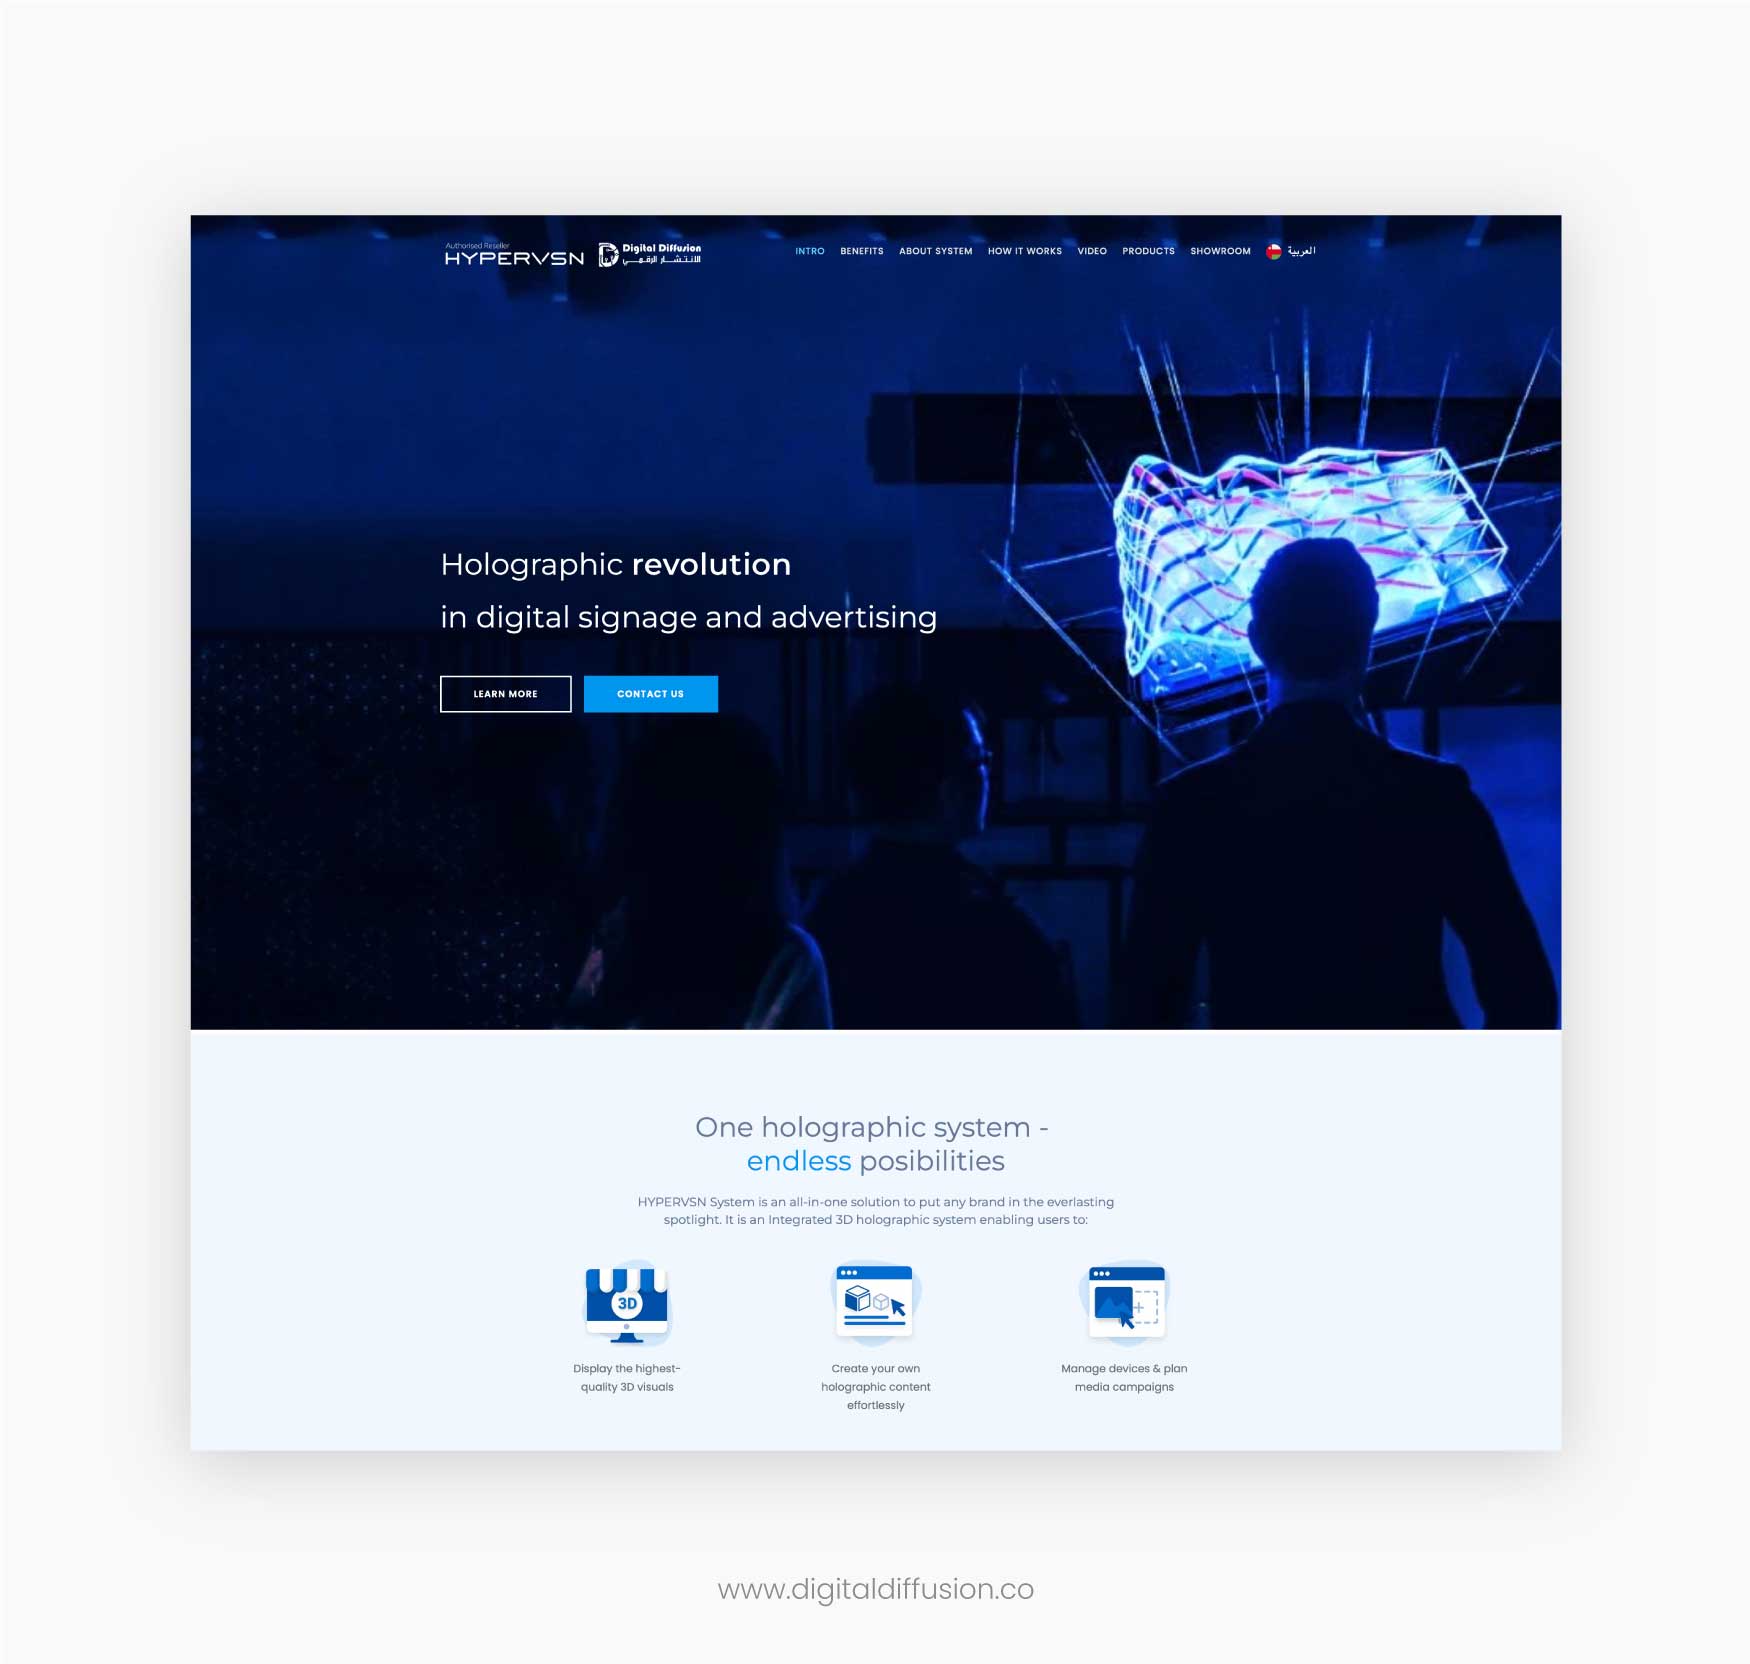 Authorised Reseller
HYPERVSN
Digital Diffusion
الانتشار الرقمي
INTRO BENEFITS ABOUT SYSTEM HOW IT WORKS VIDEO PRODUCTS SHOWROOM العربية
Holographic revolution
in digital signage and advertising
LEARN MORE CONTACT US
One holographic system -
endless posibilities
HYPERVSN System is an all-in-one solution to put any brand in the everlasting
spotlight. It is an Integrated 3D holographic system enabling users to:
3D
Display the highest-
quality 3D visuals
Create your own
holographic content
effortlessly
Manage devices & plan
media campaigns
www.digitaldiffusion.co